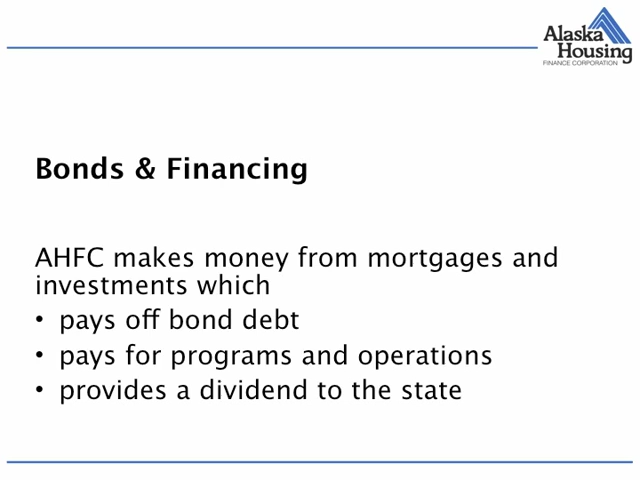 Alaska
Housing
FINANCE CORPORATION
Bonds & Financing
AHFC makes money from mortgages and
investments which
• pays off bond debt
• pays for programs and operations
• provides a dividend to the state